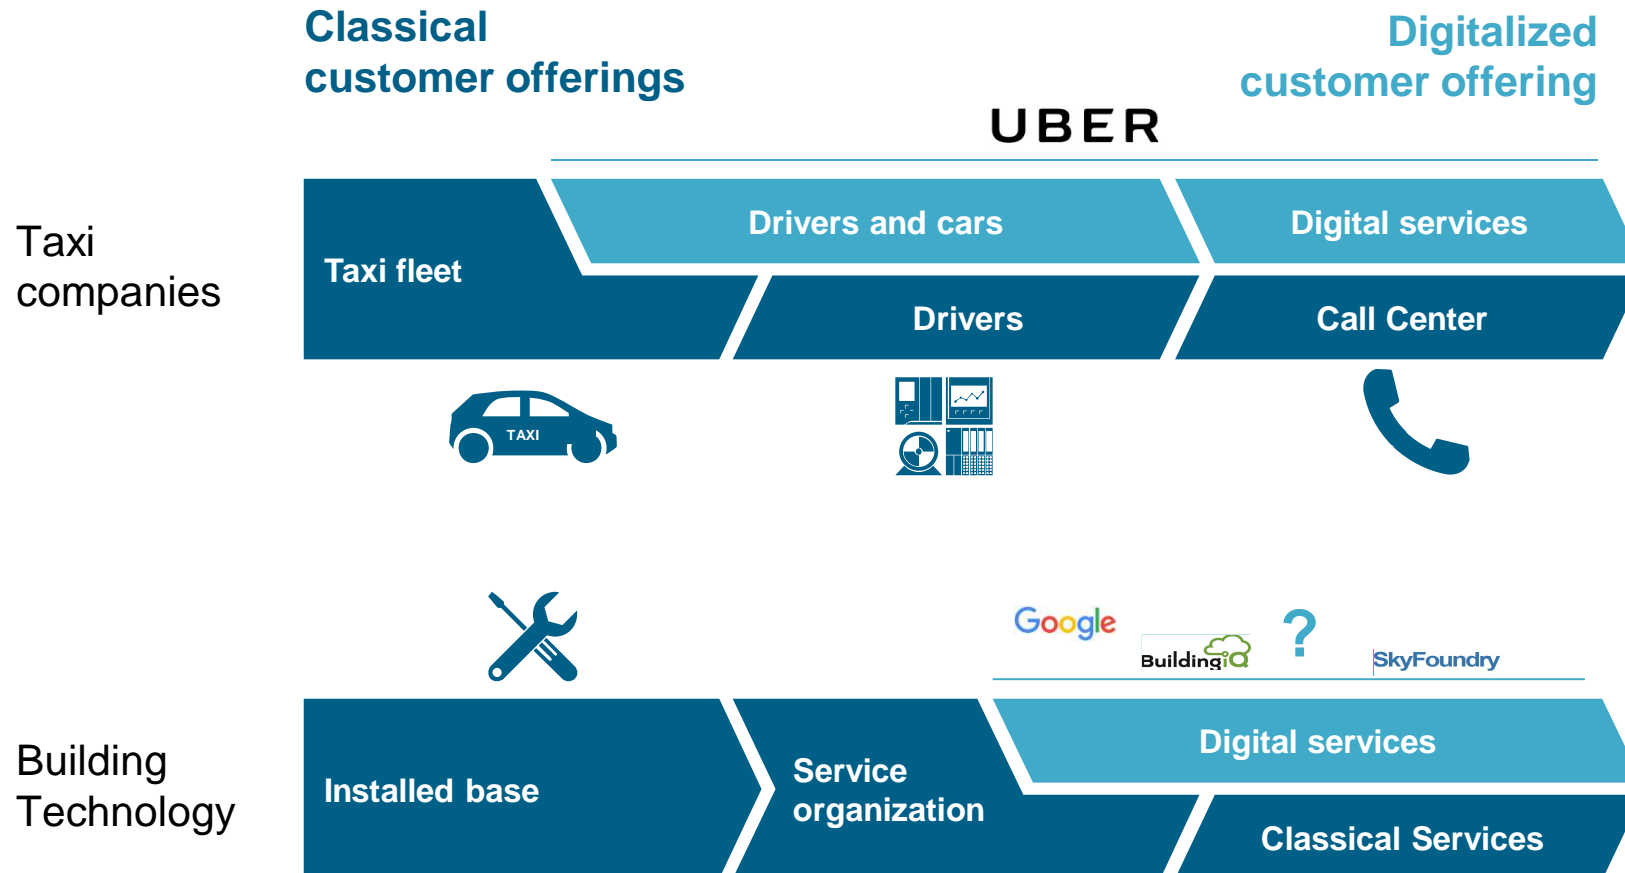 Classical
customer offerings
Digitalized
customer offering
UBER
Taxi
companies
Taxi fleet
Drivers and cars
Digital services
Drivers
Call Center
TAXI
Google
BuildingiQ
?
SkyFoundry
Building
Technology
Installed base
Service
organization
Digital services
Classical Services